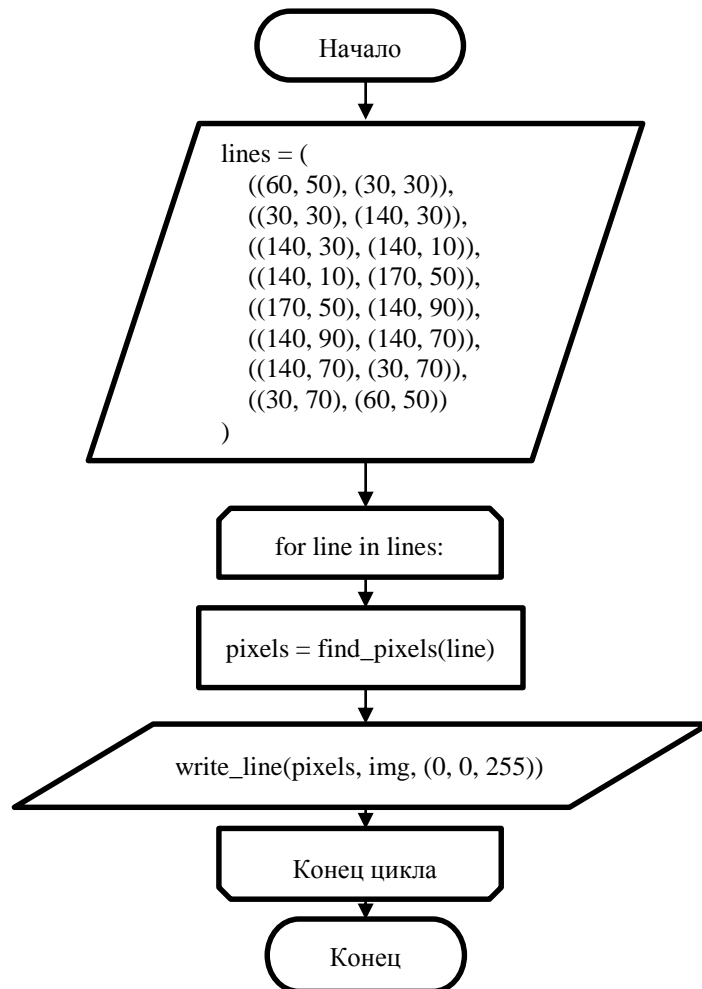 Начало
lines = (
((60, 50), (30, 30)),
((30, 30), (140, 30)),
((140, 30), (140, 10)),
((140, 10), (170, 50)),
((170, 50), (140, 90)),
((140, 90), (140, 70)),
((140, 70), (30, 70)),
((30, 70), (60, 50))
)
for line in lines:
pixels = find_pixels(line)
write_line(pixels, img, (0, 0, 255))
Конец цикла
Конец